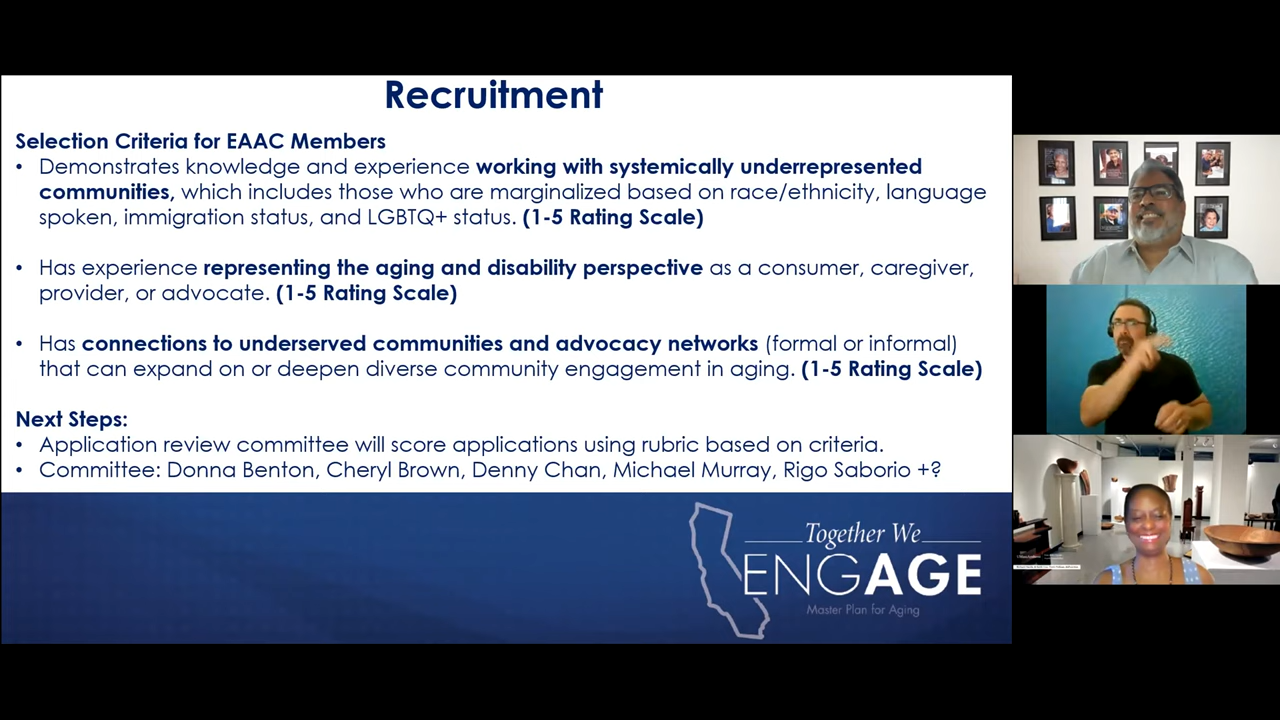 Recruitment
Selection Criteria for EAAC Members
• Demonstrates knowledge and experience working with systemically underrepresented
communities, which includes those who are marginalized based on race/ethnicity, language
spoken, immigration status, and LGBTQ+ status. (1-5 Rating Scale)
• Has experience representing the aging and disability perspective as a consumer, caregiver,
provider, or advocate. (1-5 Rating Scale)
• Has connections to underserved communities and advocacy networks (formal or informal)
that can expand on or deepen diverse community engagement in aging. (1-5 Rating Scale)
Next Steps:
• Application review committee will score applications using rubric based on criteria.
• Committee: Donna Benton, Cheryl Brown, Denny Chan, Michael Murray, Rigo Saborio +?
Together We
ENGAGE
Master Plan for Aging